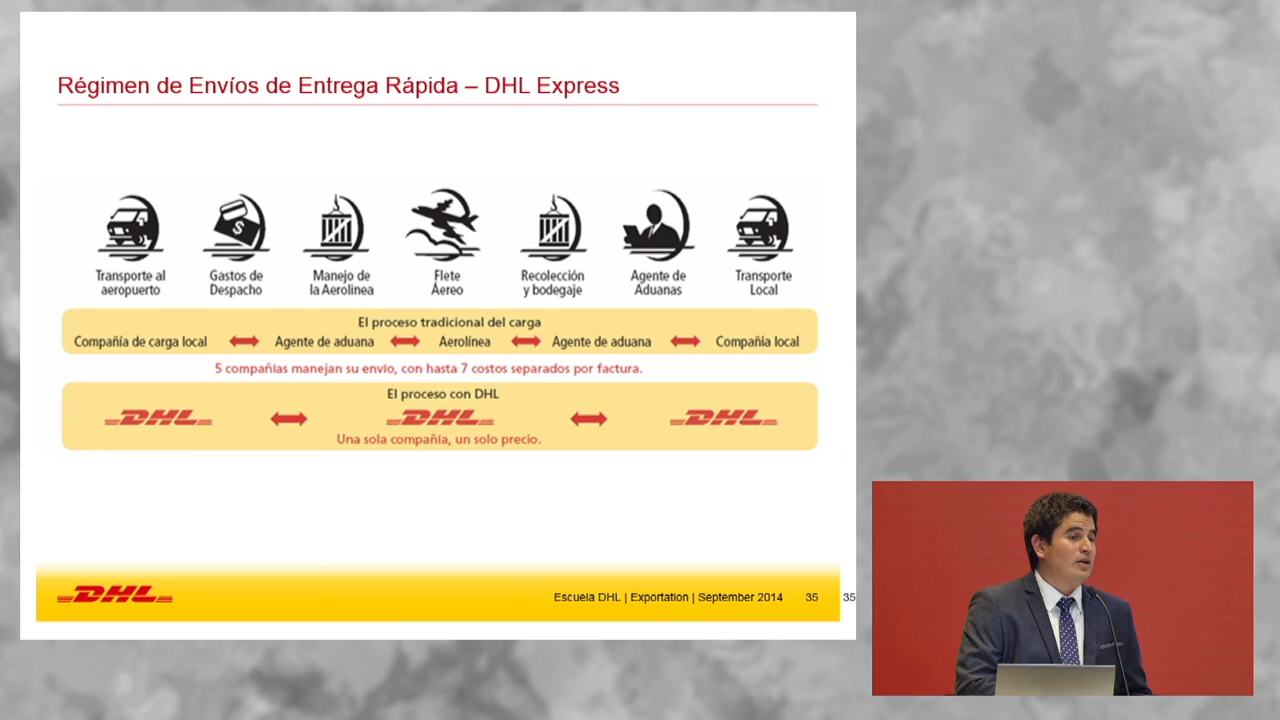 Régimen de Envíos de Entrega Rápida – DHL Express
$
Transporte al
aeropuerto
Gastos de
Despacho
Manejo de
la Aerolinea
Flete
Áereo
Recolección
y bodegaje
Agente de
Aduanas
Transporte
Local
El proceso tradicional del carga
Compañía de carga local Agente de aduana Aerolínea Agente de aduana Compañía local
5 compañias manejan su envio, con hasta 7 costos separados por factura.
El proceso con DHL
DHL DHL DHL
Una sola compañía, un solo precio.
DHL Escuela DHL | Exportation | September 2014 35 35